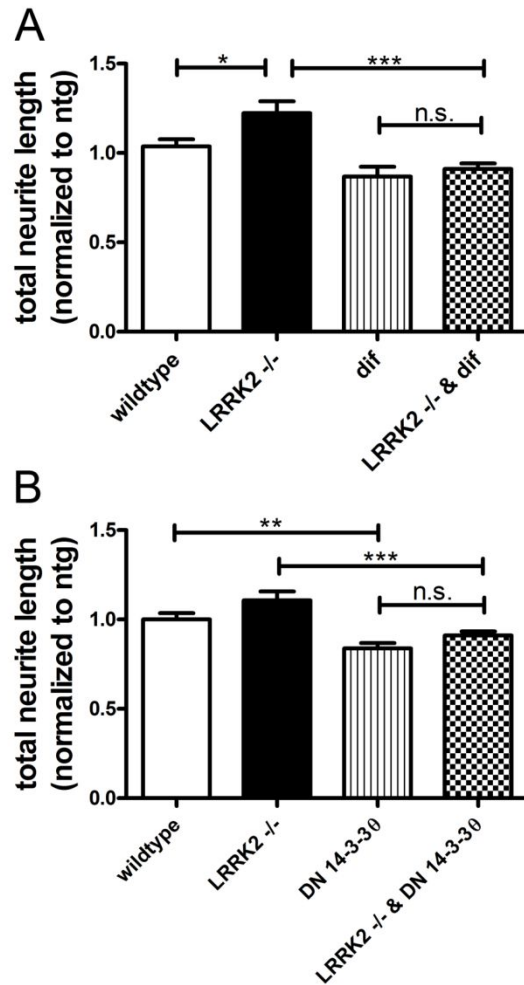 A
total neurite length
(normalized to ntg)
1.5
1.0
0.5
0.0
*
***
n.s.
wildtype
LRRK2 -/-
dif
LRRK2 -/- & dif
B
total neurite length
(normalized to ntg)
1.5
1.0
0.5
0.0
**
***
n.s.
wildtype
LRRK2 -/-
DN 14-3-3θ
LRRK2 -/- & DN 14-3-3θ